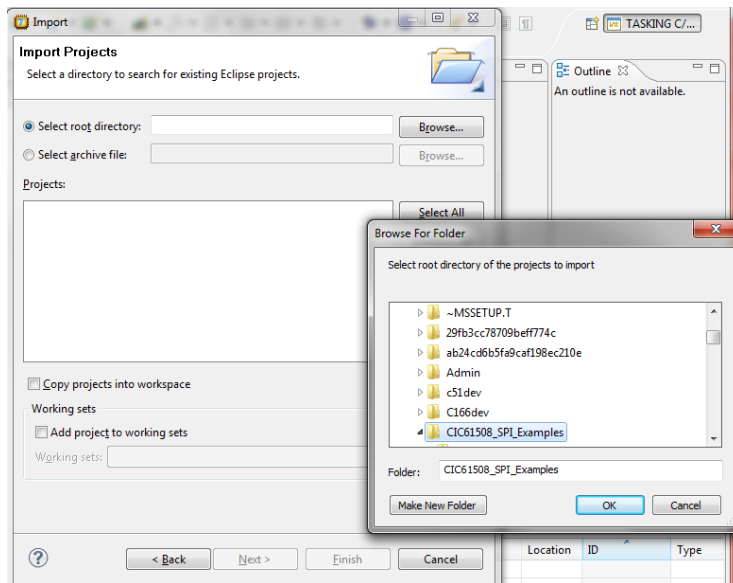 Import
TASKING C/...
Import Projects
Select a directory to search for existing Eclipse projects.
Outline
An outline is not available.
Select root directory:
Browse...
Select archive file:
Browse...
Projects:
Select All
Browse For Folder
Select root directory of the projects to import
~MSSETUP.T
29fb3cc78709beff774c
ab24cd6b5fa9caf198ec210e
Admin
c51dev
C166dev
CIC61508_SPI_Examples
Folder:
CIC61508_SPI_Examples
Make New Folder
OK
Cancel
Copy projects into workspace
Working sets
Add project to working sets
Working sets:
< Back
Next >
Finish
Cancel
Location
ID
Type